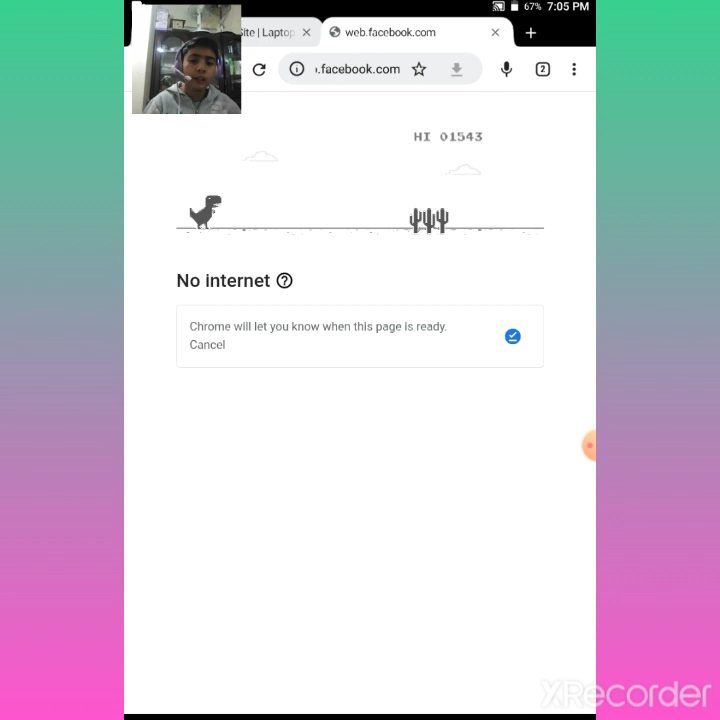 67% 7:05 PM
Site | Laptop
web.facebook.com
.facebook.com
2
HI 01543
No internet
Chrome will let you know when this page is ready.
Cancel
XRecorder